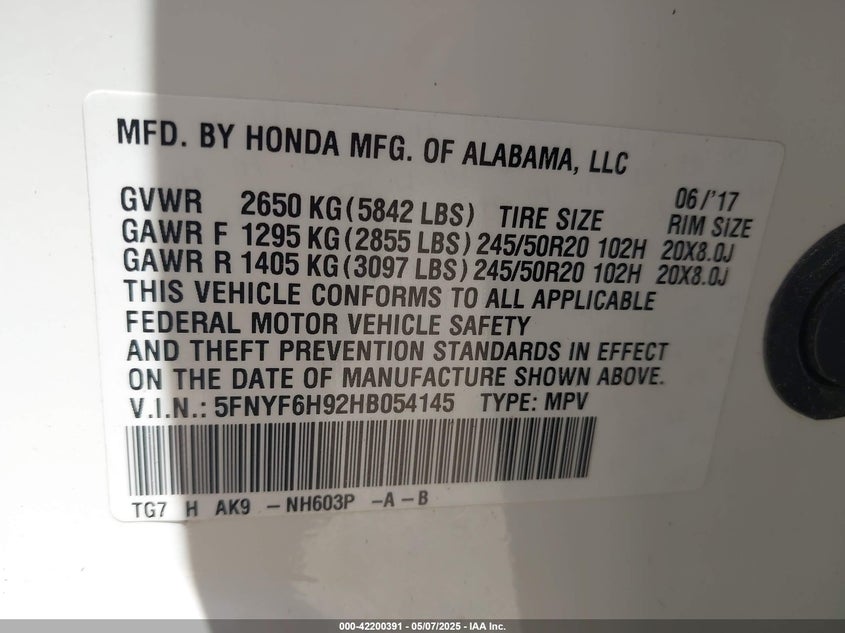 MFD. BY HONDA MFG. OF ALABAMA, LLC
06/'17
GVWR 2650 KG (5842 LBS) TIRE SIZE RIM SIZE
GAWR F 1295 KG (2855 LBS) 245/50R20 102H 20X8.0J
GAWR R 1405 KG (3097 LBS) 245/50R20 102H 20X8.0J
THIS VEHICLE CONFORMS TO ALL APPLICABLE
FEDERAL MOTOR VEHICLE SAFETY
AND THEFT PREVENTION STANDARDS IN EFFECT
ON THE DATE OF MANUFACTURE SHOWN ABOVE.
V.I.N.: 5FNYF6H92HB054145 TYPE: MPV
TG7 H AK9 -NH603P -A-B
000-42200391 - 05/07/2025 - IAA Inc.